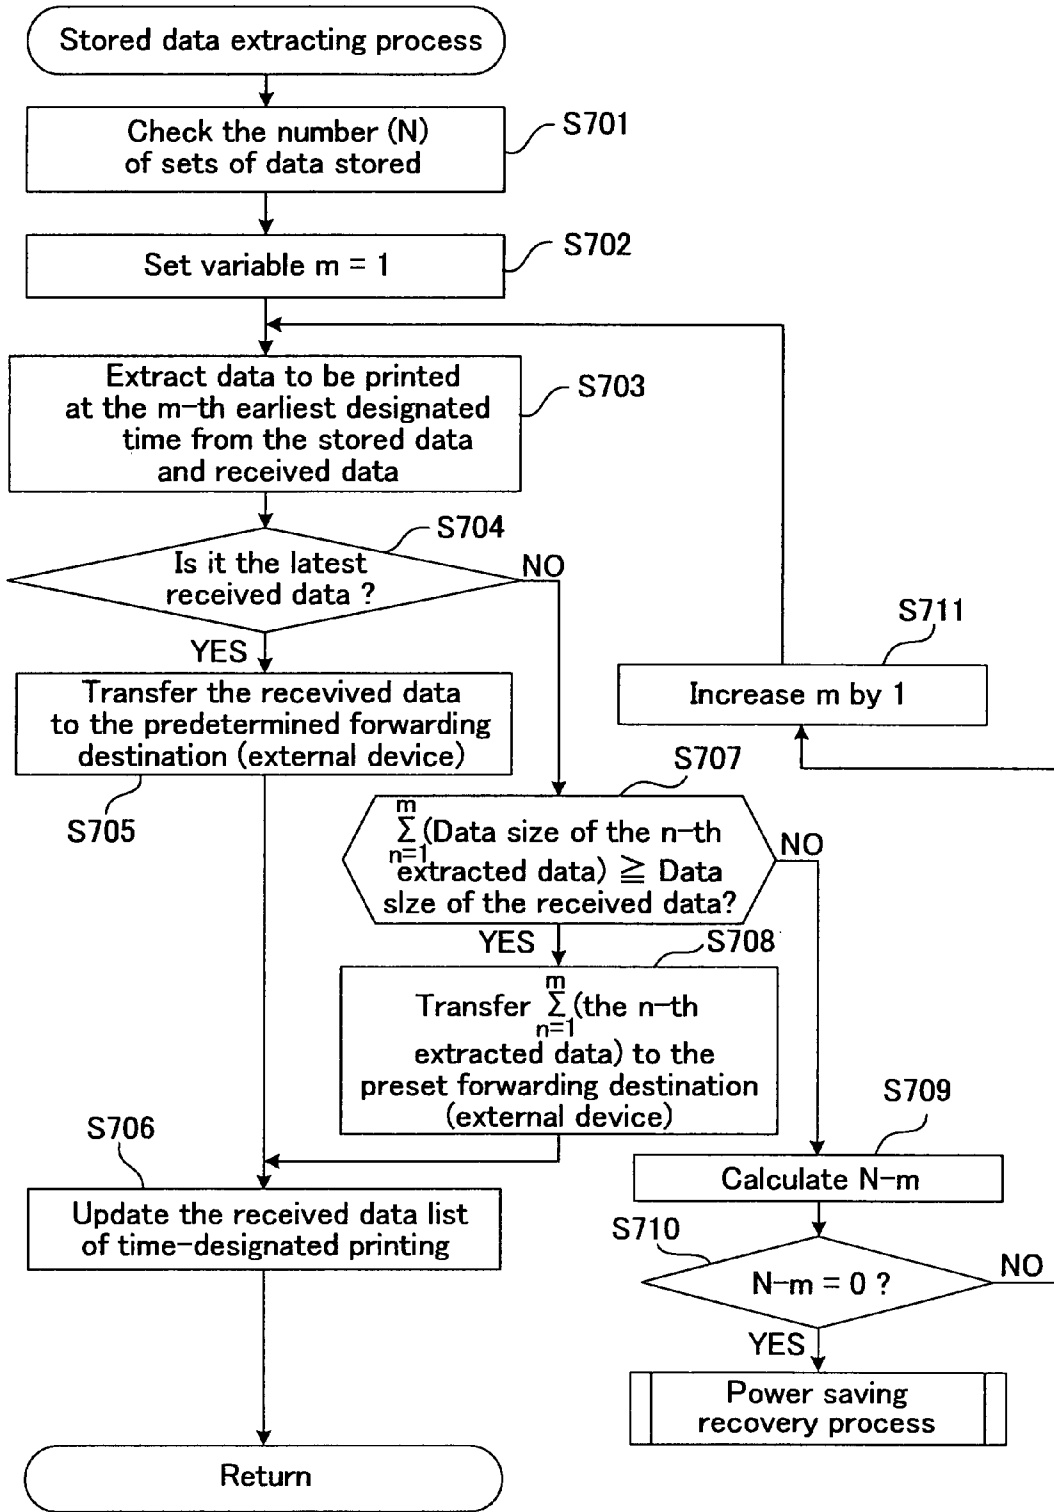 Stored data extracting process
Check the number (N)
of sets of data stored
S701
Set variable m = 1
S702
Extract data to be printed
at the m-th earliest designated
time from the stored data
and received data
S703
S704
Is it the latest
received data ?
NO
YES
S711
Increase m by 1
Transfer the recevived data
to the predetermined forwarding
destination (external device)
S705
S707
m
Σ(Data size of the n-th
n=1
extracted data) ≧ Data
sIze of the received data?
NO
YES
S708
m
Transfer Σ(the n-th
n=1
extracted data) to the
preset forwarding destination
(external device)
S709
Calculate N-m
S706
Update the received data list
of time-designated printing
S710
N-m = 0 ?
NO
YES
Power saving
recovery process
Return